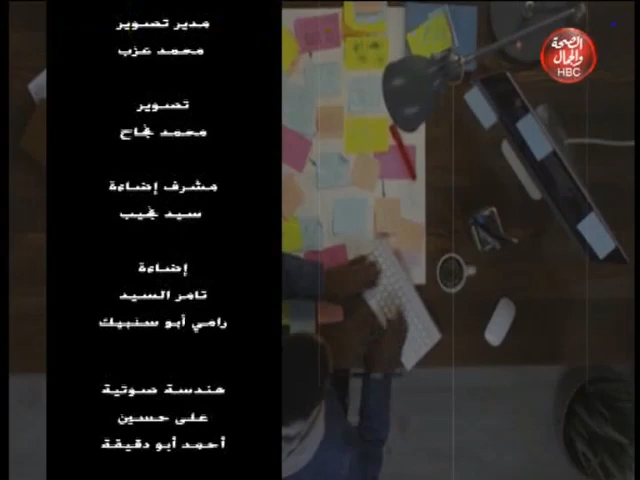 مدير تصوير
محمد عزب
تصوير
محمد نجاح
مشرف إضاءة
سيد نجيب
إضاءة
تامر السيد
رامي أبو سنبيك
هندسة صوتية
على حسين
أحمد أبو دقيقة
الصحة
والجمال
HBC